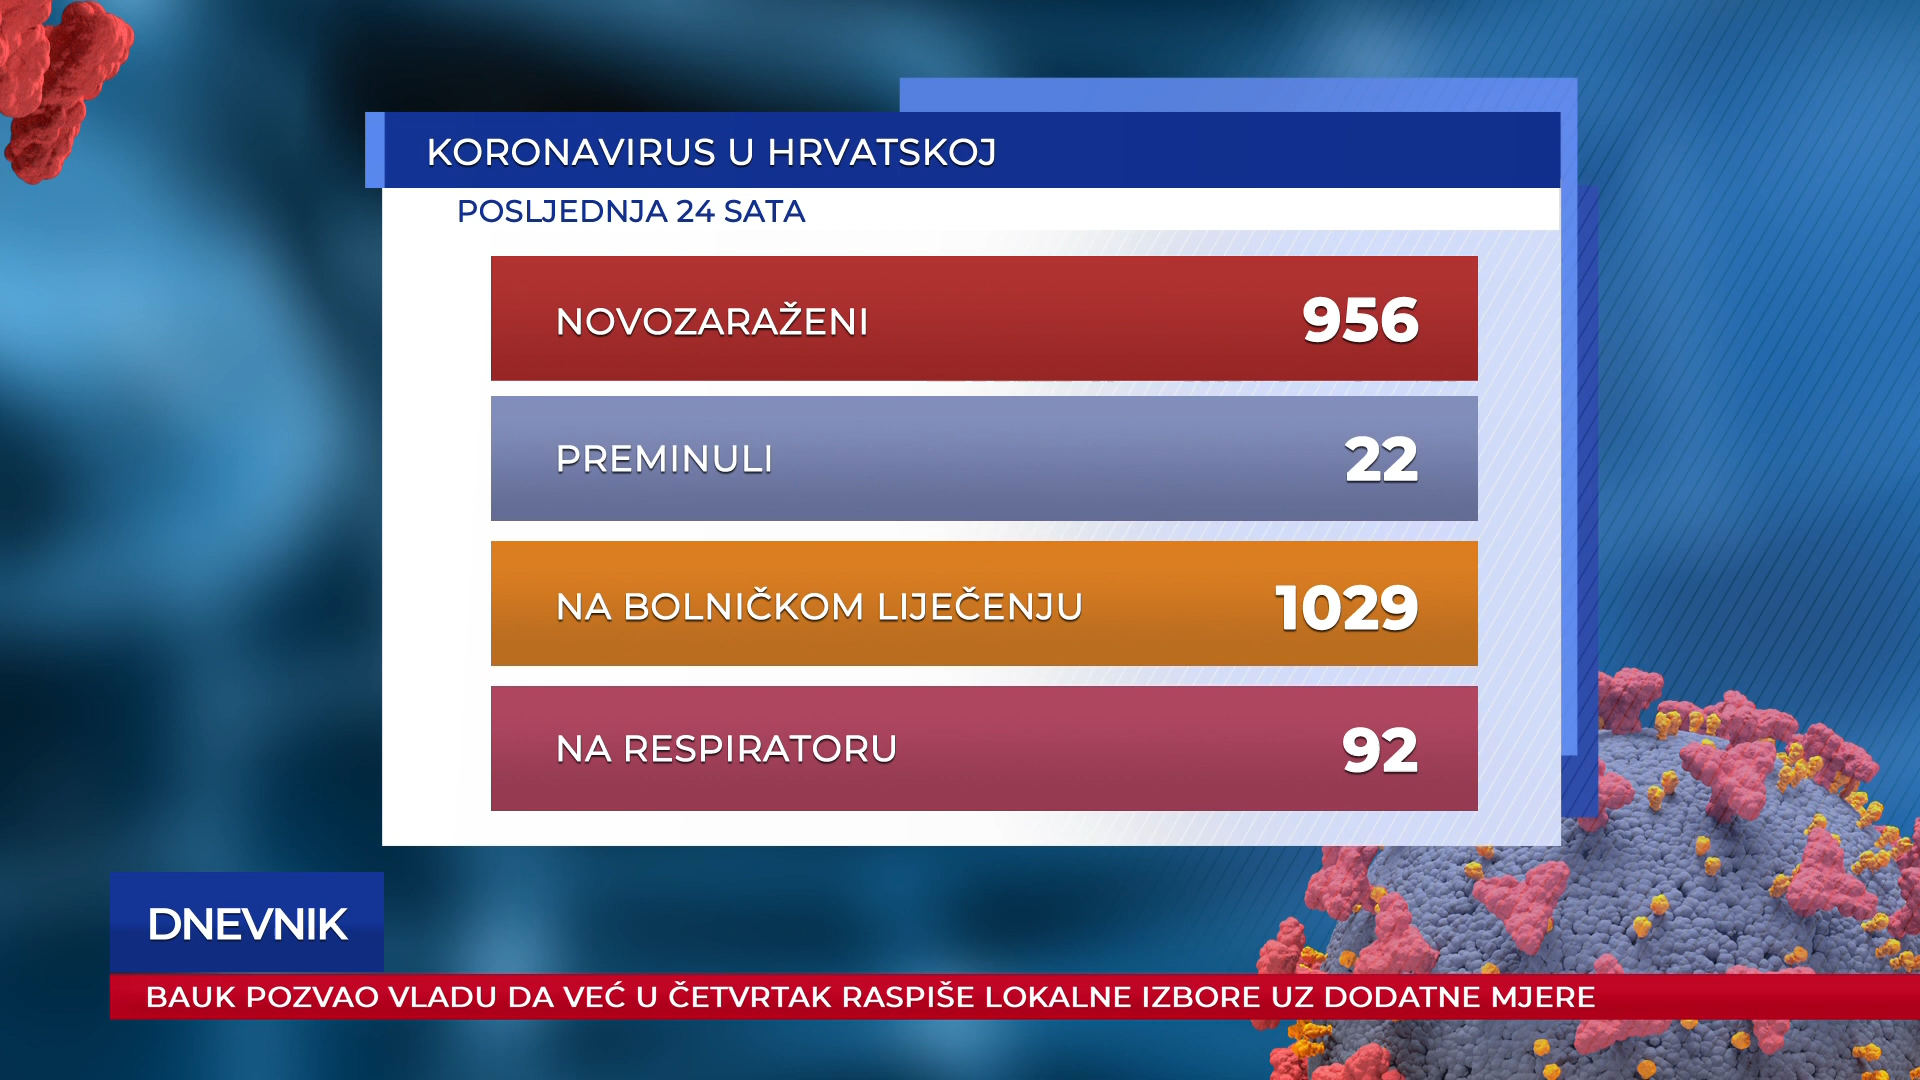 KORONAVIRUS U HRVATSKOJ
POSLJEDNJA 24 SATA
NOVOZARAŽENI 956
PREMINULI 22
NA BOLNIČKOM LIJEČENJU 1029
NA RESPIRATORU 92
DNEVNIK
BAUK POZVAO VLADU DA VEĆ U ČETVRTAK RASPIŠE LOKALNE IZBORE UZ DODATNE MJERE